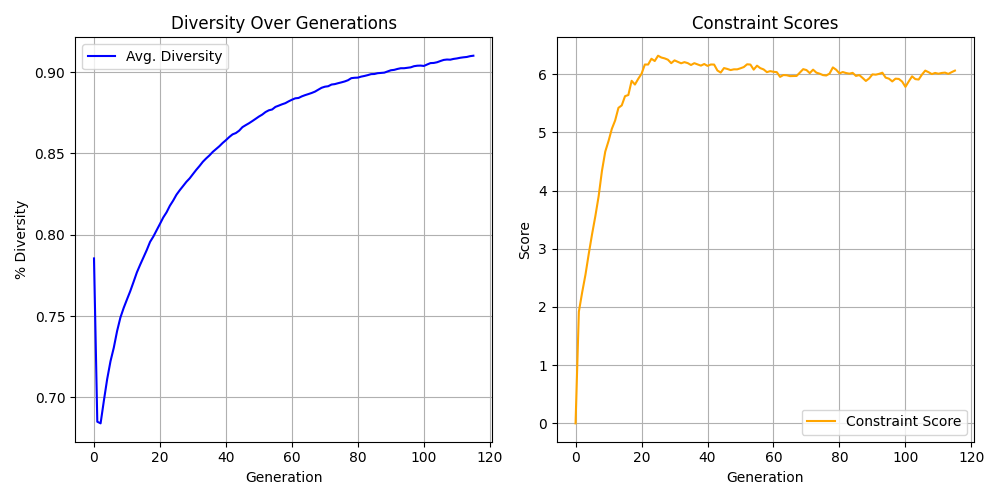 Diversity Over Generations
Avg. Diversity
% Diversity
0.90
0.85
0.80
0.75
0.70
0 20 40 60 80 100 120
Generation
Constraint Scores
Score
6
5
4
3
2
1
0
Constraint Score
0 20 40 60 80 100 120
Generation